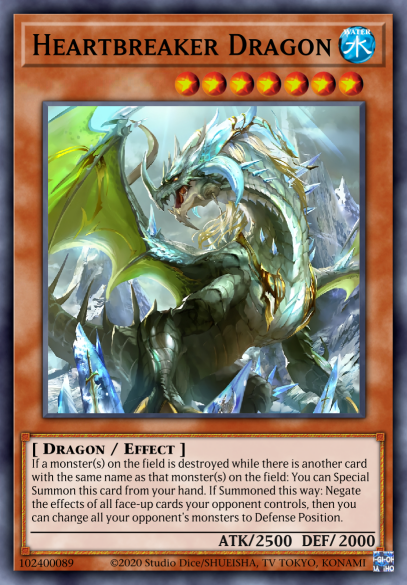 Heartbreaker Dragon
WATER
水
[ Dragon / Effect ]
If a monster(s) on the field is destroyed while there is another card
with the same name as that monster(s) on the field: You can Special
Summon this card from your hand. If Summoned this way: Negate
the effects of all face-up cards your opponent controls, then you
can change all your opponent's monsters to Defense Position.
ATK/2500 DEF/2000
102400089
©2020 Studio Dice/SHUEISHA, TV TOKYO, KONAMI